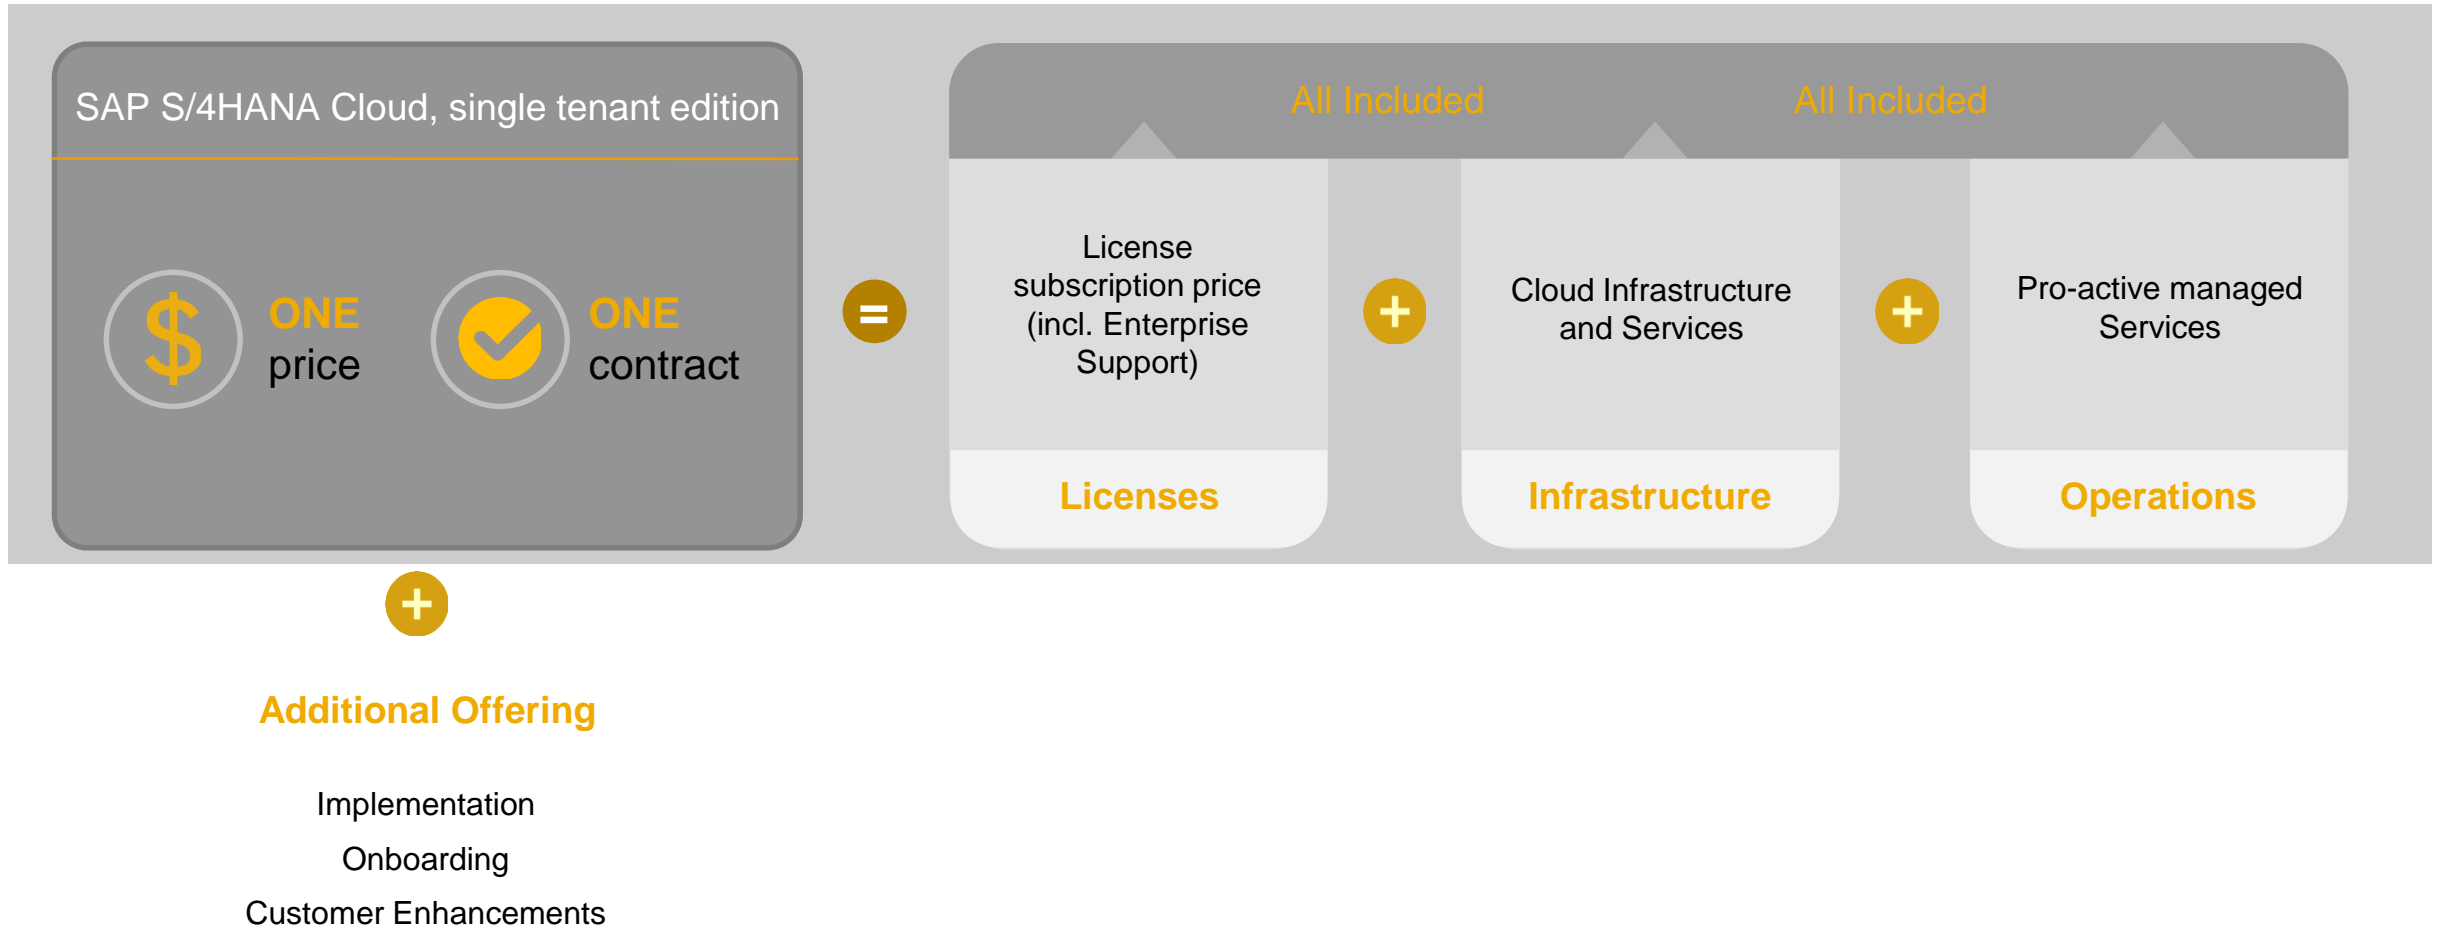 SAP S/4HANA Cloud, single tenant edition
ONE
price
ONE
contract
=
All Included
All Included
License
subscription price
(incl. Enterprise
Support)
Licenses
+
Cloud Infrastructure
and Services
Infrastructure
+
Pro-active managed
Services
Operations
+
Additional Offering
Implementation
Onboarding
Customer Enhancements